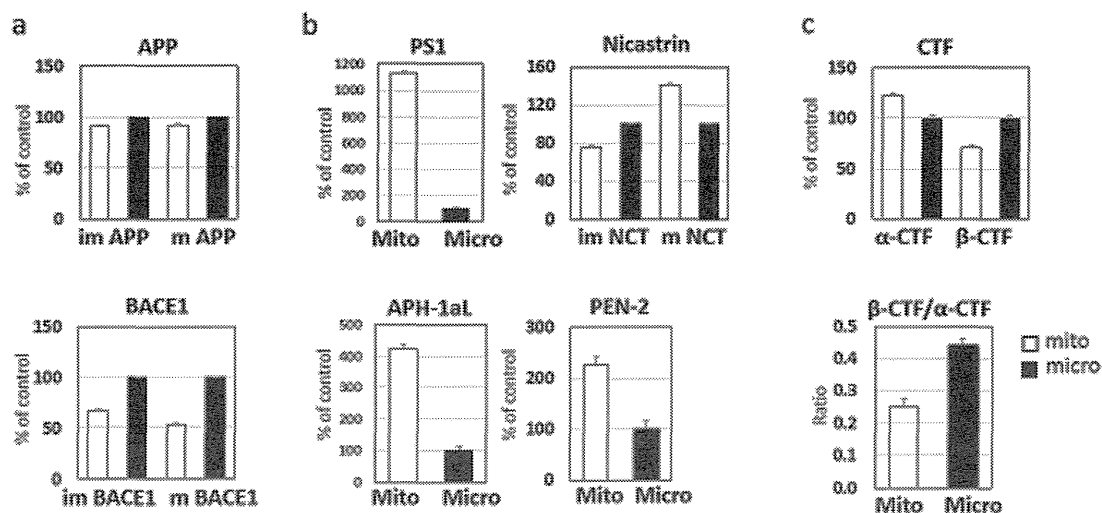 a
b
c
APP
% of control
150
100
50
0
im APP m APP
PS1
% of control
1200
1000
800
600
400
200
0
Mito Micro
Nicastrin
% of control
160
120
80
40
0
im NCT m NCT
CTF
% of control
150
100
50
0
α-CTF β-CTF
BACE1
% of control
150
100
50
0
im BACE1 m BACE1
APH-1aL
% of control
500
400
300
200
100
0
Mito Micro
PEN-2
% of control
300
200
100
0
Mito Micro
β-CTF/α-CTF
Ratio
0.5
0.4
0.3
0.2
0.1
0.0
Mito Micro
mito
micro